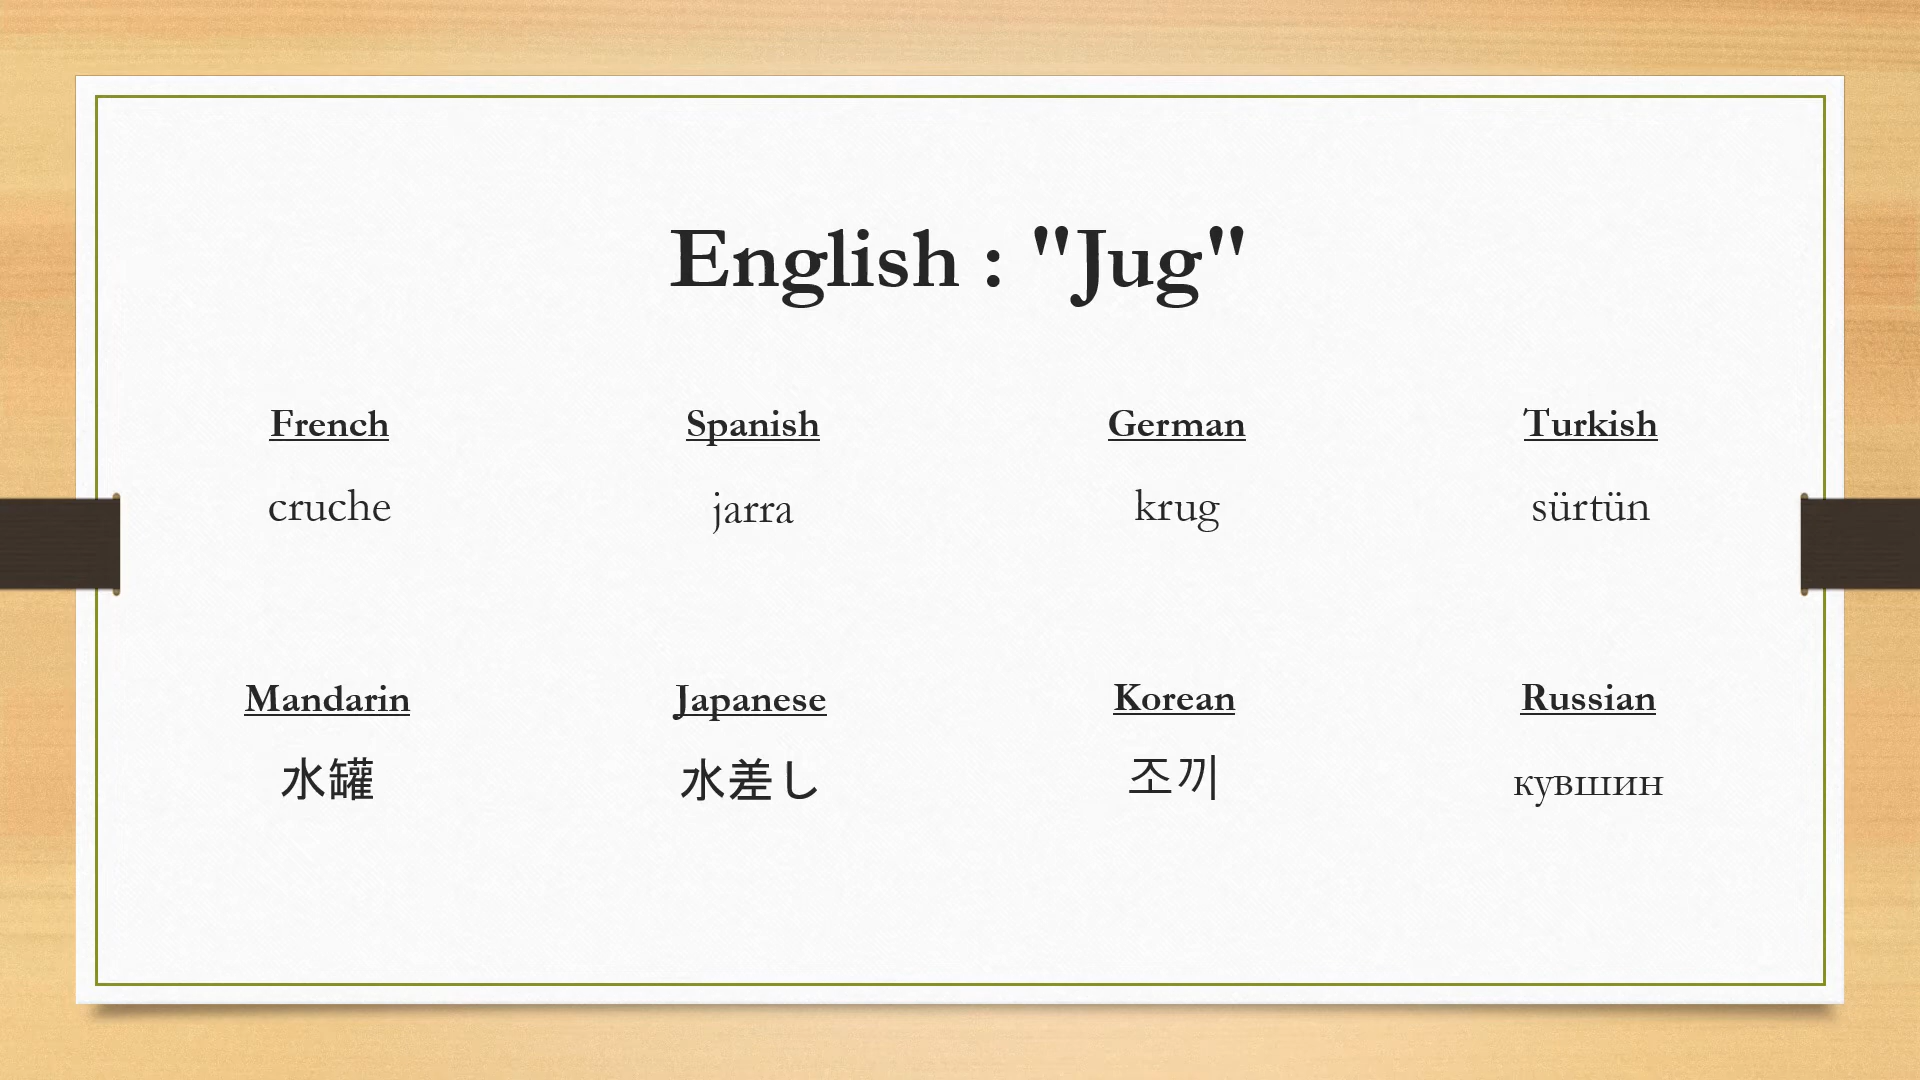 English : "Jug"
French
Spanish
German
Turkish
cruche
jarra
krug
sürtün
Mandarin
Japanese
Korean
Russian
水罐
水差し
조끼
кувшин